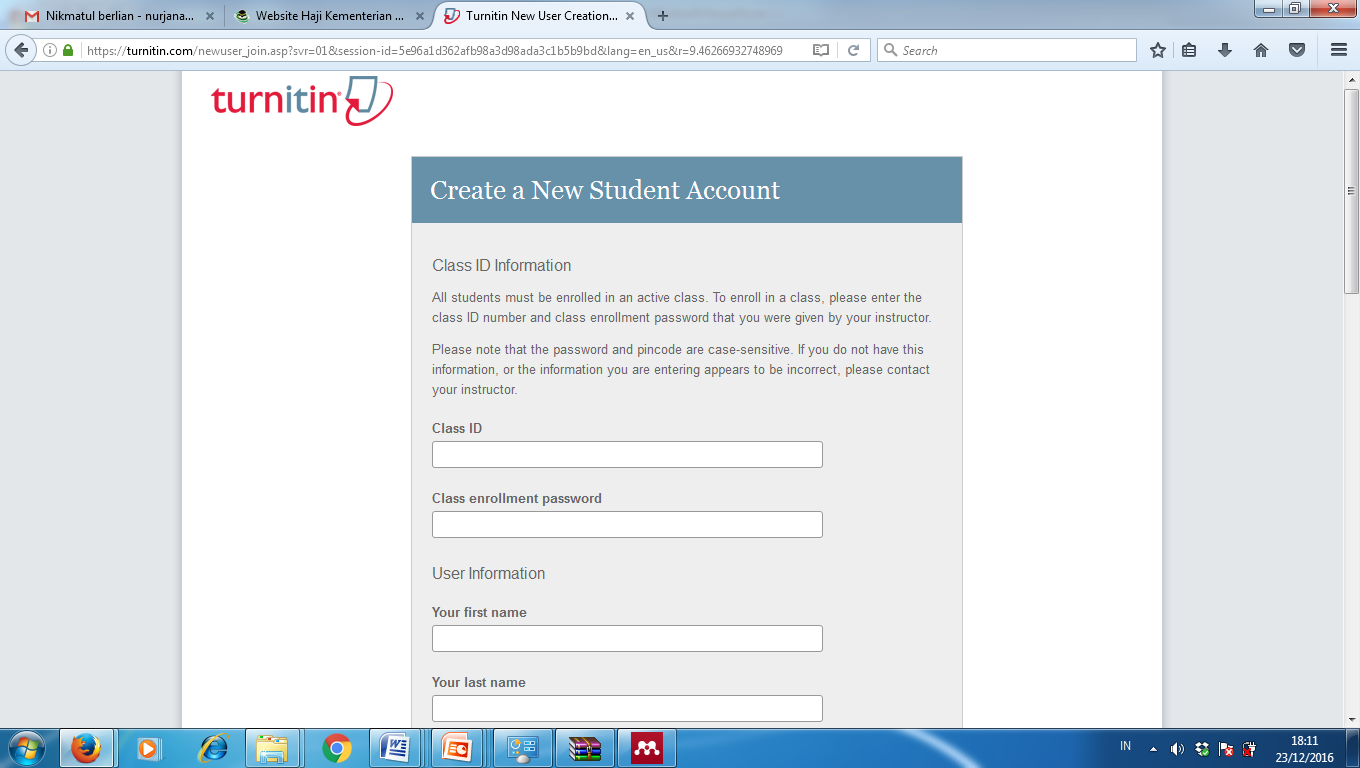 Nikmatul berlian - nurjana...
Website Haji Kementerian ...
Turnitin New User Creation...
https://turnitin.com/newuser_join.asp?svr=01&session-id=5e96a1d362afb98a3d98ada3c1b5b9bd&lang=en_us&r=9.46266932748969
Search
turnitin
Create a New Student Account
Class ID Information
All students must be enrolled in an active class. To enroll in a class, please enter the
class ID number and class enrollment password that you were given by your instructor.
Please note that the password and pincode are case-sensitive. If you do not have this
information, or the information you are entering appears to be incorrect, please contact
your instructor.
Class ID
Class enrollment password
User Information
Your first name
Your last name
IN
18:11
23/12/2016